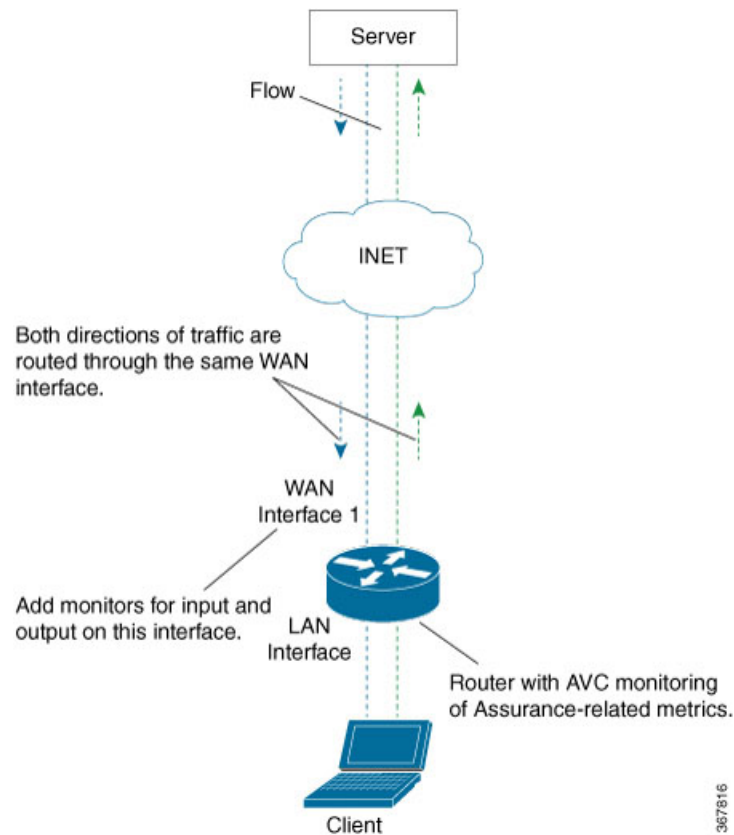 Server
Flow
INET
Both directions of traffic are
routed through the same WAN
interface.
WAN
Interface 1
Add monitors for input and
output on this interface.
LAN
Interface
Router with AVC monitoring
of Assurance-related metrics.
Client
367816